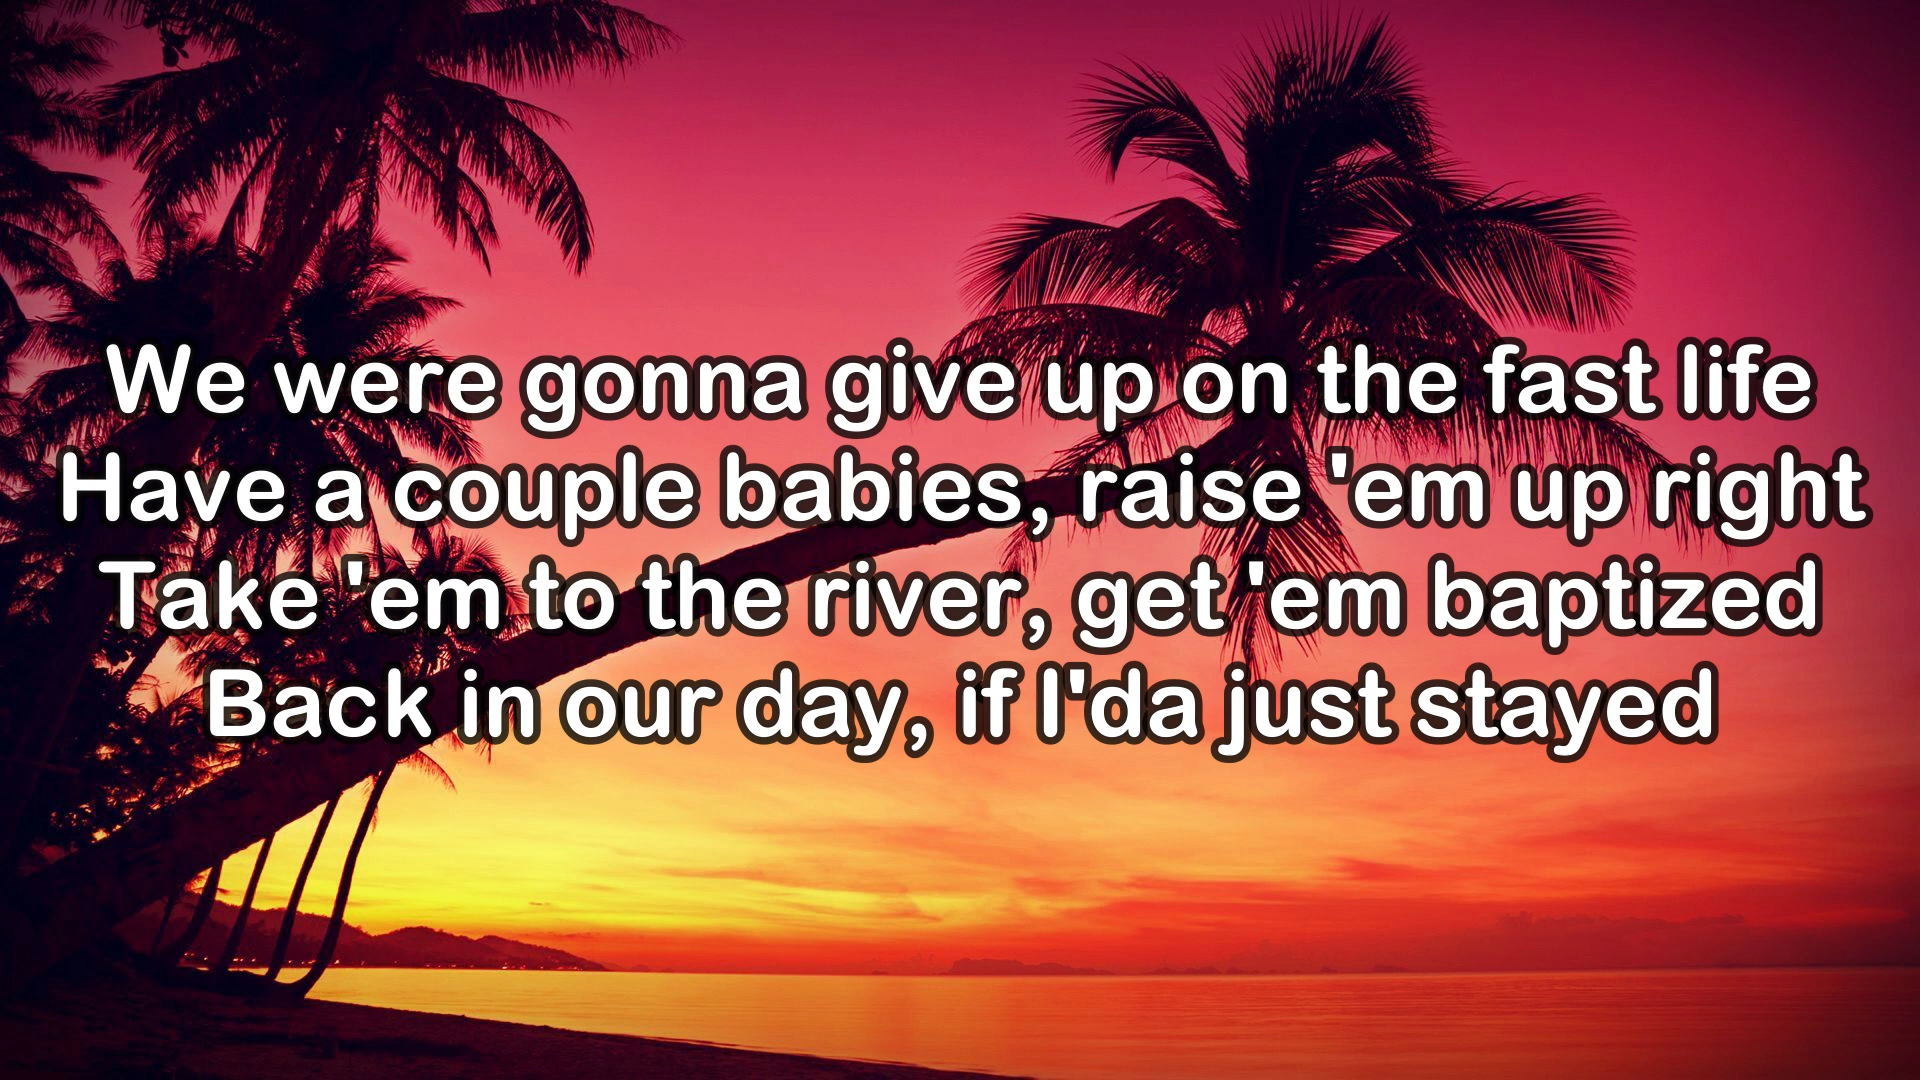 We were gonna give up on the fast life
Have a couple babies, raise 'em up right
Take 'em to the river, get 'em baptized
Back in our day, if I'da just stayed